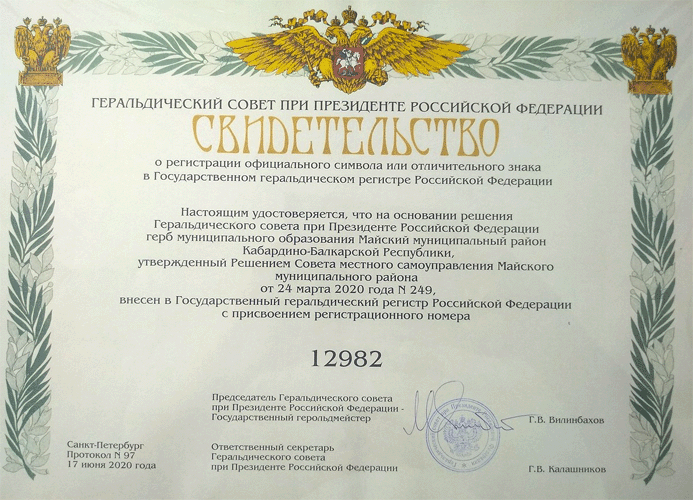 ГЕРАЛЬДИЧЕСКИЙ СОВЕТ ПРИ ПРЕЗИДЕНТЕ РОССИЙСКОЙ ФЕДЕРАЦИИ
СВИДЕТЕЛЬСТВО
о регистрации официального символа или отличительного знака
в Государственном геральдическом регистре Российской Федерации
Настоящим удостоверяется, что на основании решения
Геральдического совета при Президенте Российской Федерации
герб муниципального образования Майский муниципальный район
Кабардино-Балкарской Республики,
утвержденный Решением Совета местного самоуправления Майского
муниципального района
от 24 марта 2020 года N 249,
внесен в Государственный геральдический регистр Российской Федерации
с присвоением регистрационного номера
12982
Председатель Геральдического совета
при Президенте Российской Федерации -
Государственный герольдмейстер
Г.В. Вилинбахов
Санкт-Петербург
Протокол N 97
17 июня 2020 года
Ответственный секретарь
Геральдического совета
при Президенте Российской Федерации
Г.В. Калашников